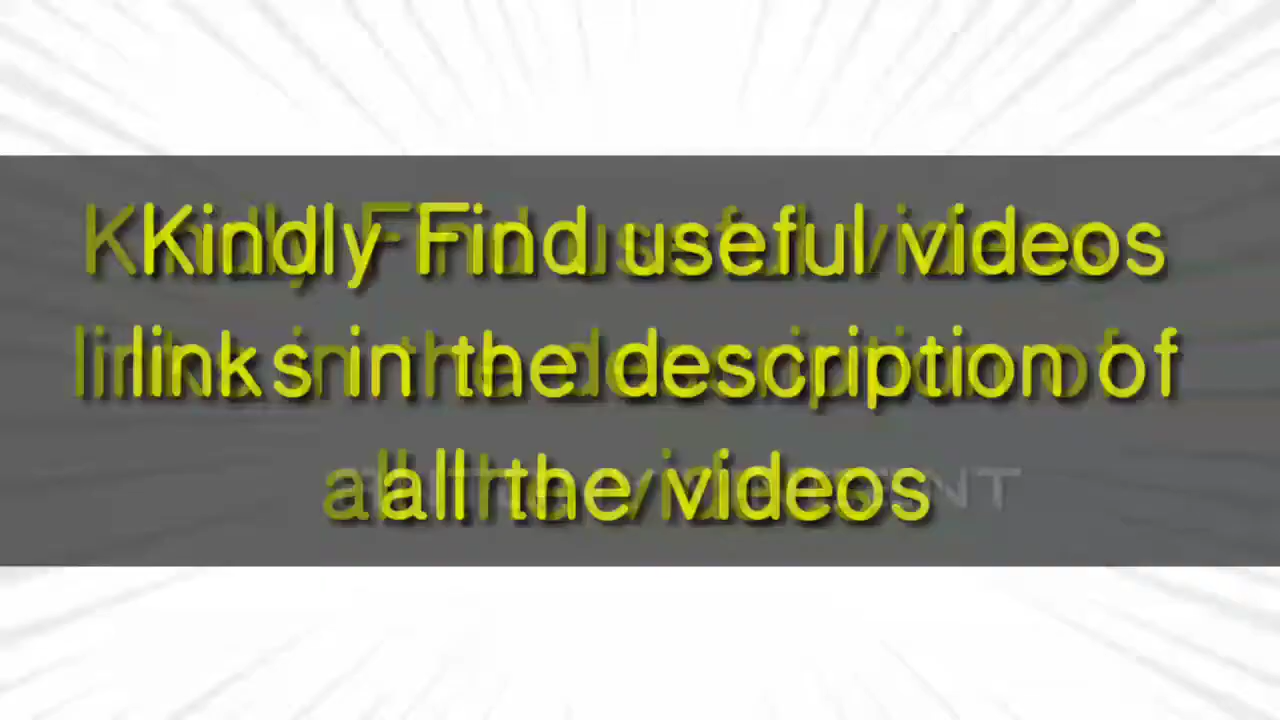 Kindly Find useful videos
links in the description of
all the videos